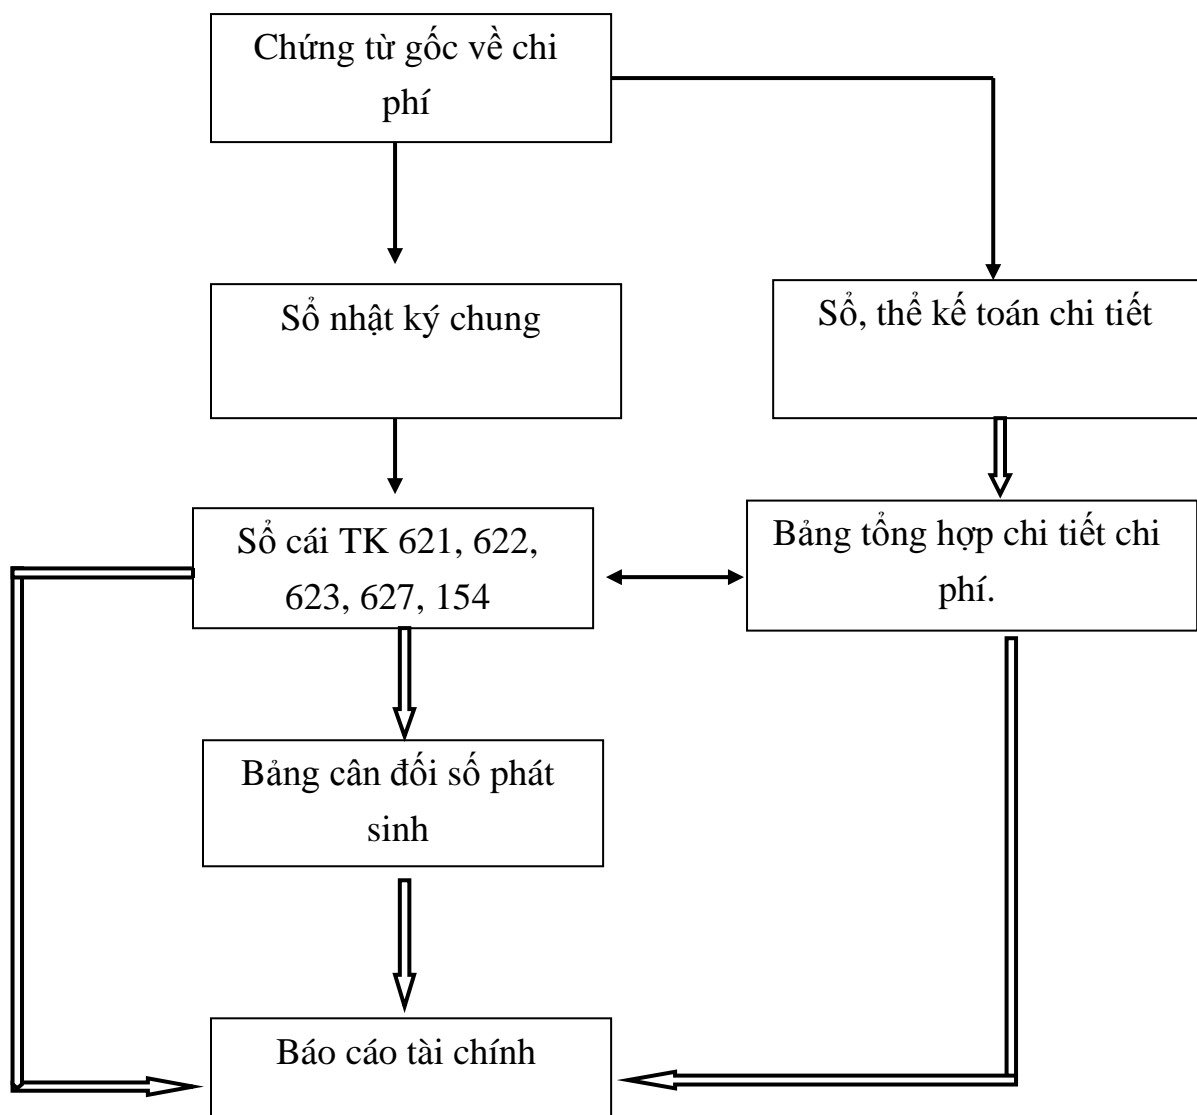 Chứng từ gốc về chi
phí
Sổ nhật ký chung
Sổ, thể kế toán chi tiết
Sổ cái TK 621, 622,
623, 627, 154
Bảng tổng hợp chi tiết chi
phí.
Bảng cân đối số phát
sinh
Báo cáo tài chính